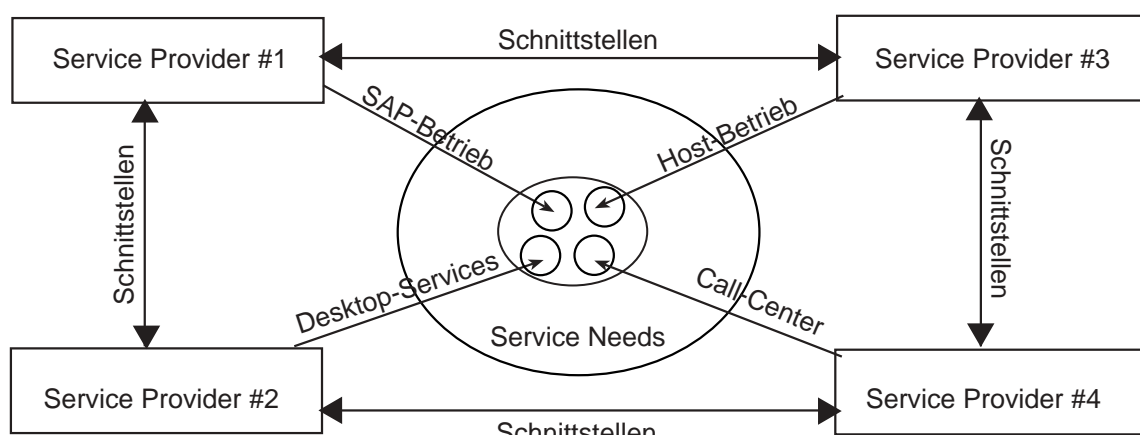 Schnittstellen
Service Provider #1
Service Provider #3
SAP-Betrieb
Host-Betrieb
Schnittstellen
Schnittstellen
Desktop-Services
Call-Center
Service Needs
Service Provider #2
Service Provider #4
Schnittstellen